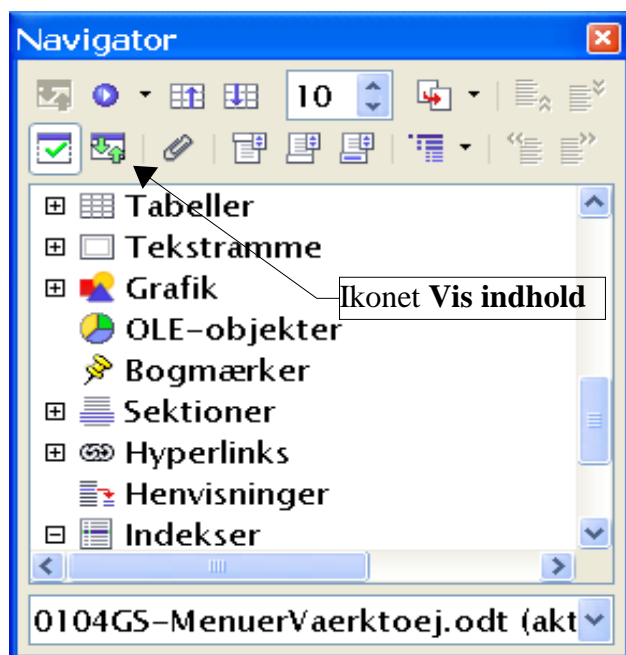 Navigator
10
Tabeller
Tekstramme
Grafik
Ikonet Vis indhold
OLE-objekter
Bogmærker
Sektioner
Hyperlinks
Henvisninger
Indekser
0104GS-MenuerVaerktoej.odt (akt